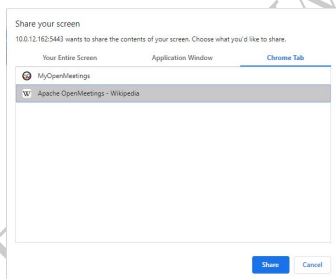 Share your screen
10.0.12.162:5443 wants to share the contents of your screen. Choose what you'd like to share.
Your Entire Screen Application Window Chrome Tab
MyOpenMeetings
W Apache OpenMeetings - Wikipedia
Share Cancel